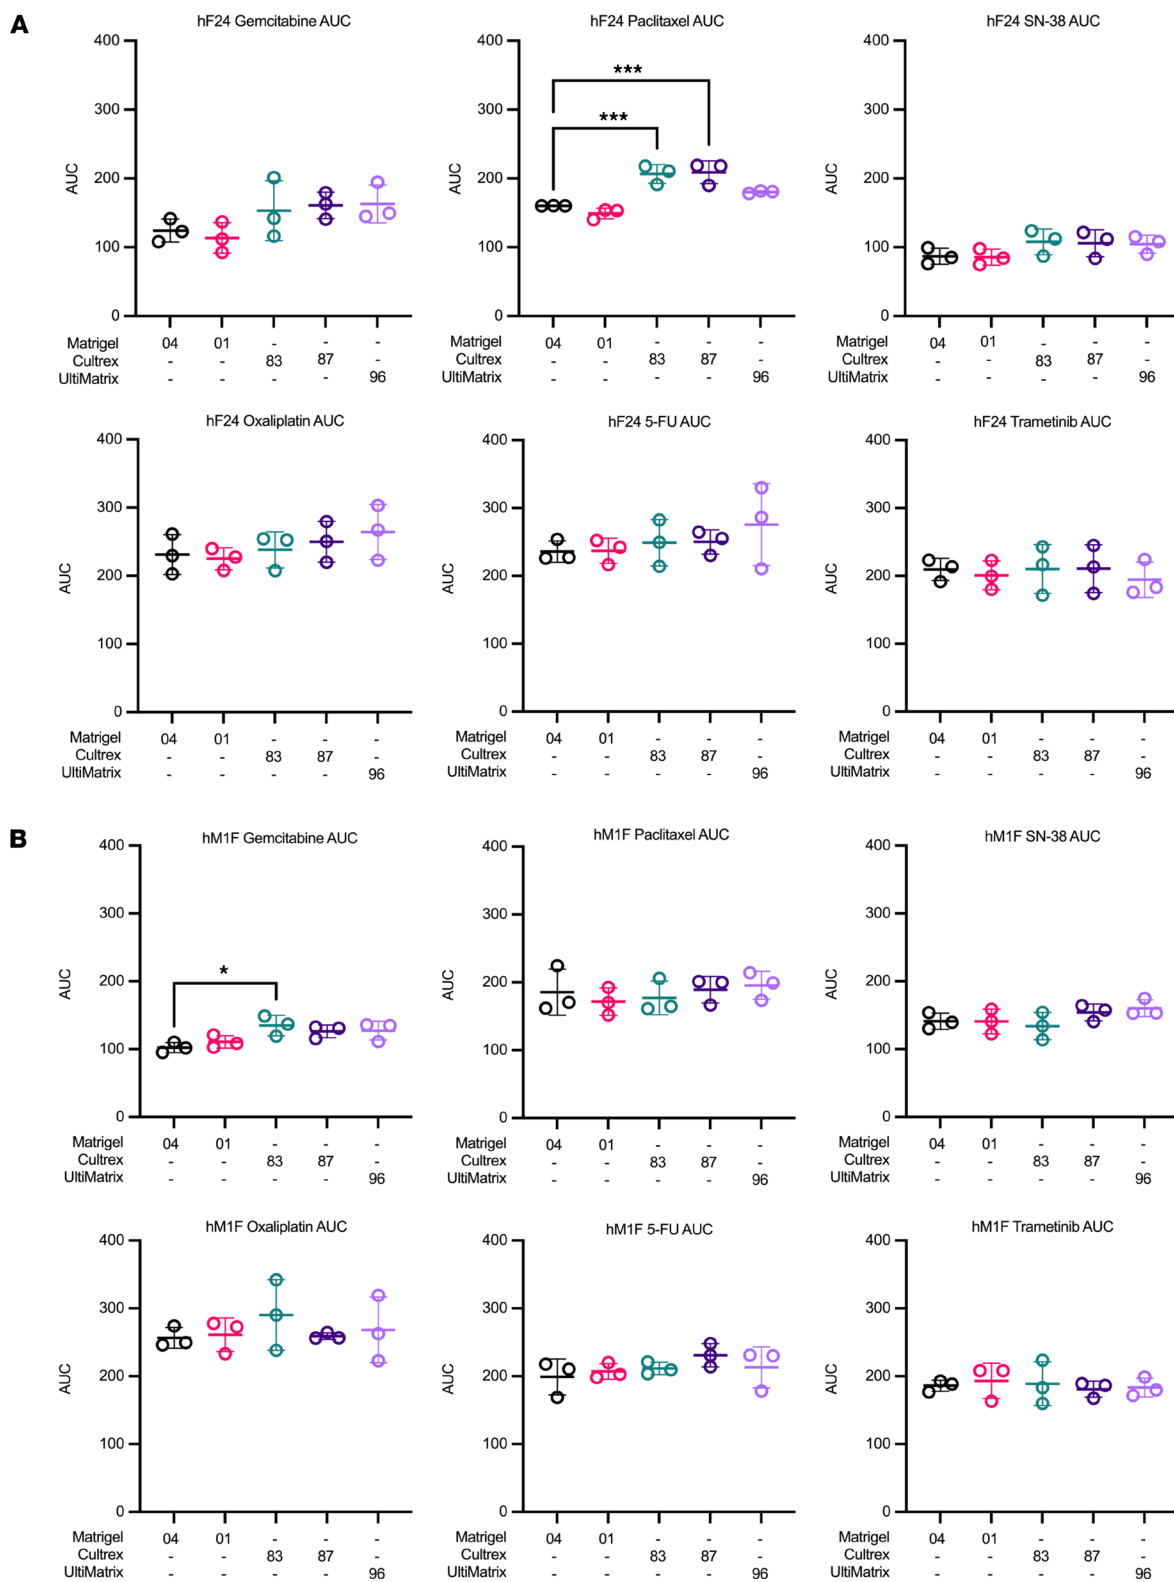 A
hF24 Gemcitabine AUC
400
300
200
100
0
AUC
Matrigel 04 01 - - -
Cultrex - - 83 87 -
UltiMatrix - - - - 96
hF24 Paclitaxel AUC
400
300
200
100
0
AUC
***
***
04 01 - - -
- - 83 87 -
- - - - 96
hF24 SN-38 AUC
400
300
200
100
0
AUC
Matrigel 04 01 - - -
Cultrex - - 83 87 -
UltiMatrix - - - - 96
hF24 Oxaliplatin AUC
400
300
200
100
0
AUC
Matrigel 04 01 - - -
Cultrex - - 83 87 -
UltiMatrix - - - - 96
hF24 5-FU AUC
400
300
200
100
0
AUC
Matrigel 04 01 - - -
Cultrex - - 83 87 -
UltiMatrix - - - - 96
hF24 Trametinib AUC
400
300
200
100
0
AUC
Matrigel 04 01 - - -
Cultrex - - 83 87 -
UltiMatrix - - - - 96
B
hM1F Gemcitabine AUC
400
300
200
100
0
AUC
*
Matrigel 04 01 - - -
Cultrex - - 83 87 -
UltiMatrix - - - - 96
hM1F Paclitaxel AUC
400
300
200
100
0
AUC
Matrigel 04 01 - - -
Cultrex - - 83 87 -
UltiMatrix - - - - 96
hM1F SN-38 AUC
400
300
200
100
0
AUC
Matrigel 04 01 - - -
Cultrex - - 83 87 -
UltiMatrix - - - - 96
hM1F Oxaliplatin AUC
400
300
200
100
0
AUC
Matrigel 04 01 - - -
Cultrex - - 83 87 -
UltiMatrix - - - - 96
hM1F 5-FU AUC
400
300
200
100
0
AUC
Matrigel 04 01 - - -
Cultrex - - 83 87 -
UltiMatrix - - - - 96
hM1F Trametinib AUC
400
300
200
100
0
AUC
Matrigel 04 01 - - -
Cultrex - - 83 87 -
UltiMatrix - - - - 96